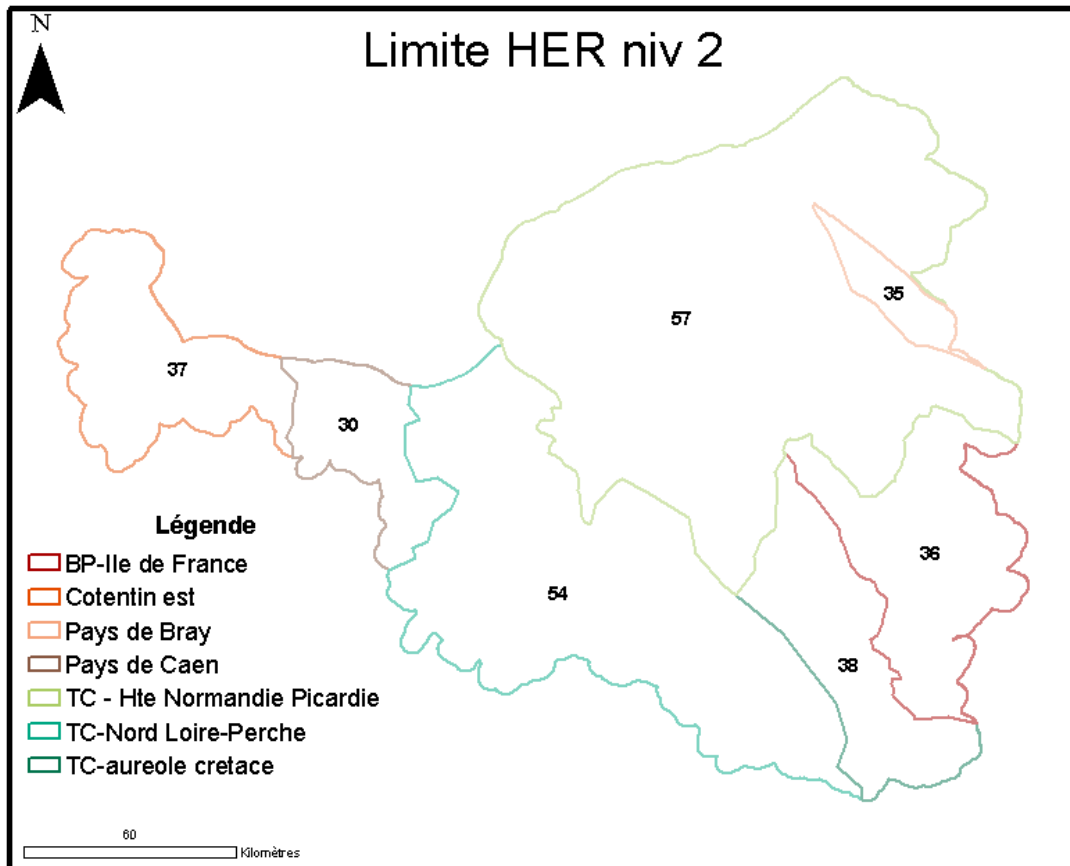 N
Limite HER niv 2
57
35
37
30
54
36
38
Légende
BP-Ile de France
Cotentin est
Pays de Bray
Pays de Caen
TC - Hte Normandie Picardie
TC-Nord Loire-Perche
TC-aureole cretace
60
Kilomètres